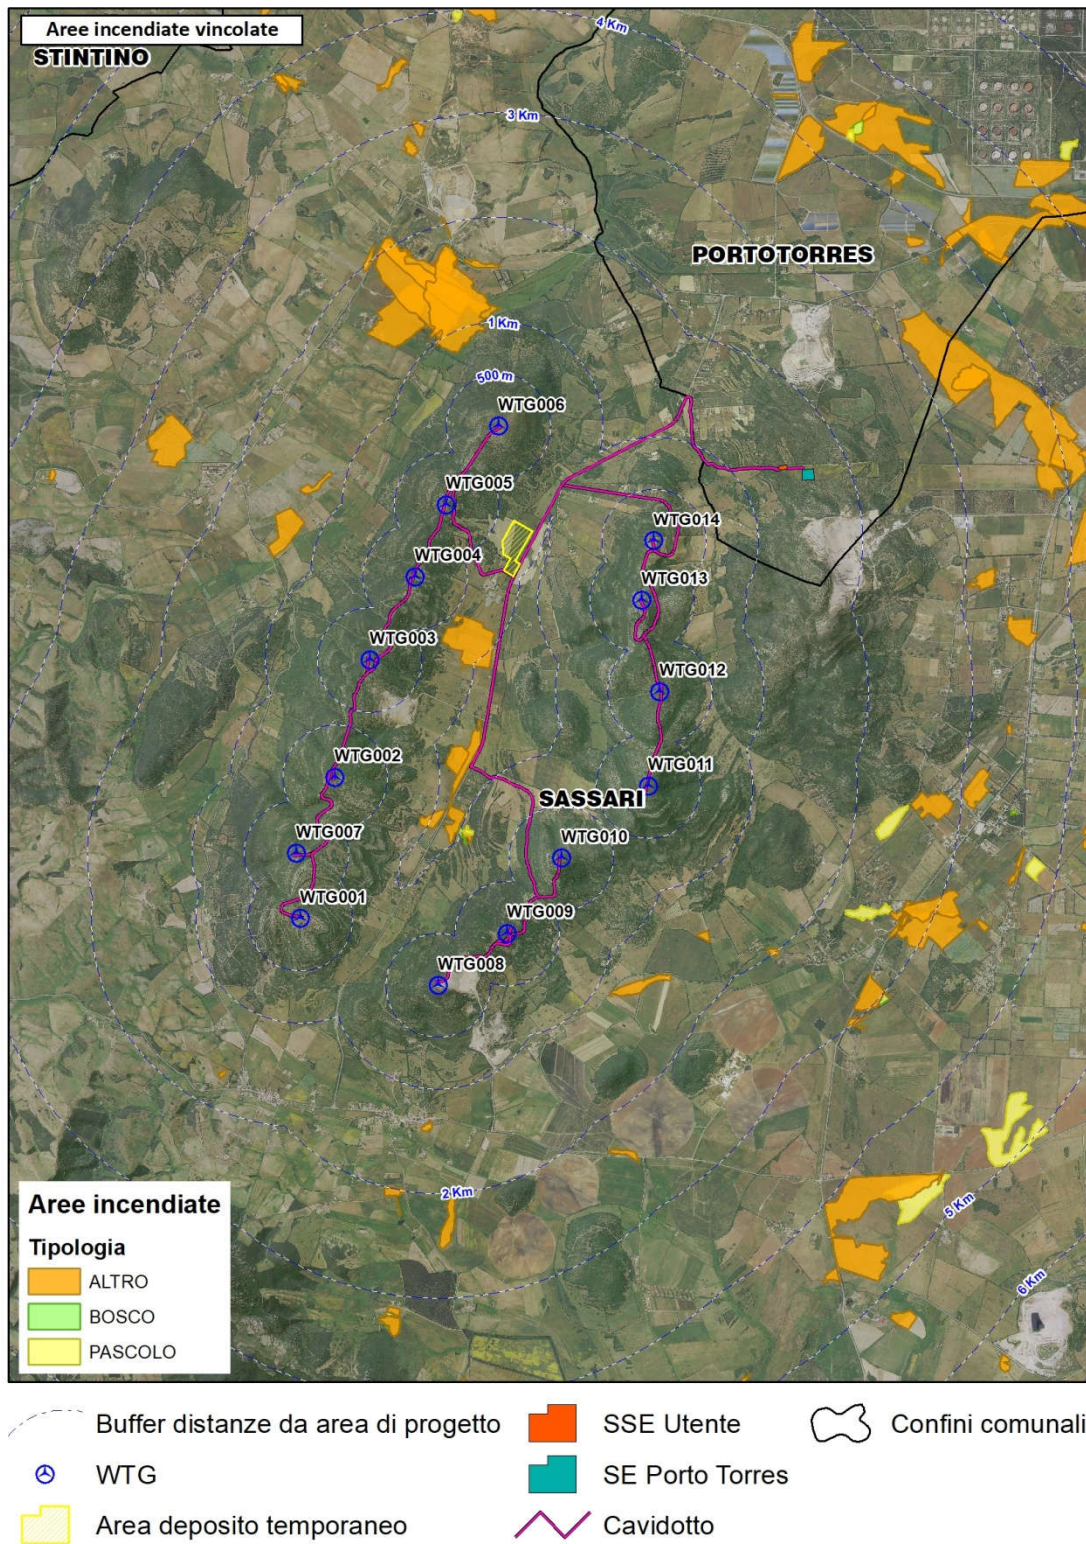 Aree incendiate vincolate
STINTINO
4 Km
3 Km
PORTOTORRES
1 Km
500 m
WTG006
WTG005
WTG014
WTG004
WTG013
WTG003
WTG012
WTG002
WTG011
SASSARI
WTG010
WTG007
WTG001
WTG009
WTG008
2 Km
5 Km
6 Km
Aree incendiate
Tipologia
ALTRO
BOSCO
PASCOLO
Buffer distanze da area di progetto
SSE Utente
Confini comunali
WTG
SE Porto Torres
Area deposito temporaneo
Cavidotto